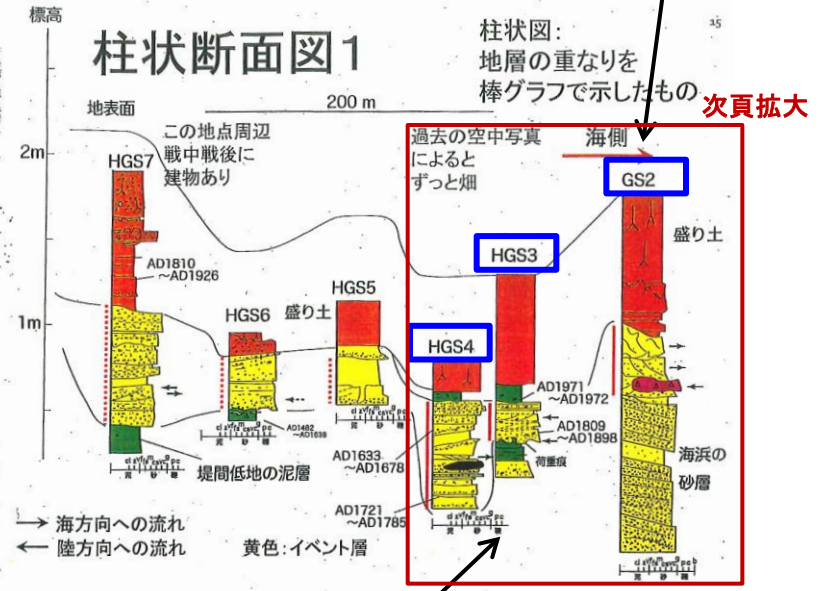 標高
15
柱状断面図1
柱状図:
地層の重なりを
棒グラフで示したもの
次頁拡大
地表面
200 m
この地点周辺
戦中戦後に
建物あり
過去の空中写真
によると
ずっと畑
海側
2m
HGS7
GS2
盛り土
HGS3
AD1810
~AD1926
HGS5
HGS6
盛り土
1m
HGS4
AD1971
~AD1972
AD1809
~AD1898
荷重痕
AD1482
AD1633
~AD1678
海浜の
砂層
堤間低地の泥層
AD1721
~AD1785
泥 砂 礫
→ 海方向への流れ
← 陸方向への流れ
黄色:イベント層